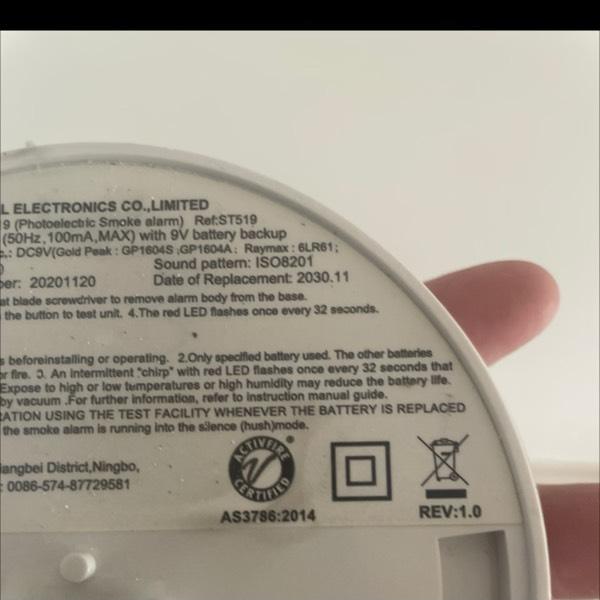 L ELECTRONICS CO.,LIMITED
9 (Photoelectric Smoke alarm) Ref:ST519
(50Hz,100mA,MAX) with 9V battery backup
.: DC9V(Gold Peak : GP1604S ;GP1604A ; Raymax : 6LR61;
) Sound pattern: ISO8201
ber: 20201120 Date of Replacement: 2030.11
at blade screwdriver to remove alarm body from the base.
the button to test unit. 4.The red LED flashes once every 32 seconds.
s beforeinstalling or operating. 2.Only specified battery used. The other batteries
or fire. 3. An intermittent "chirp" with red LED flashes once every 32 seconds that
Expose to high or low temperatures or high humidity may reduce the battery life.
by vacuum .For further information, refer to instruction manual guide.
RATION USING THE TEST FACILITY WHENEVER THE BATTERY IS REPLACED
the smoke alarm is running into the silence (hush)mode.
iangbei District,Ningbo,
: 0086-574-87729581
ACTIVFIRE ®
CERTIFIED
AS3786:2014
REV:1.0